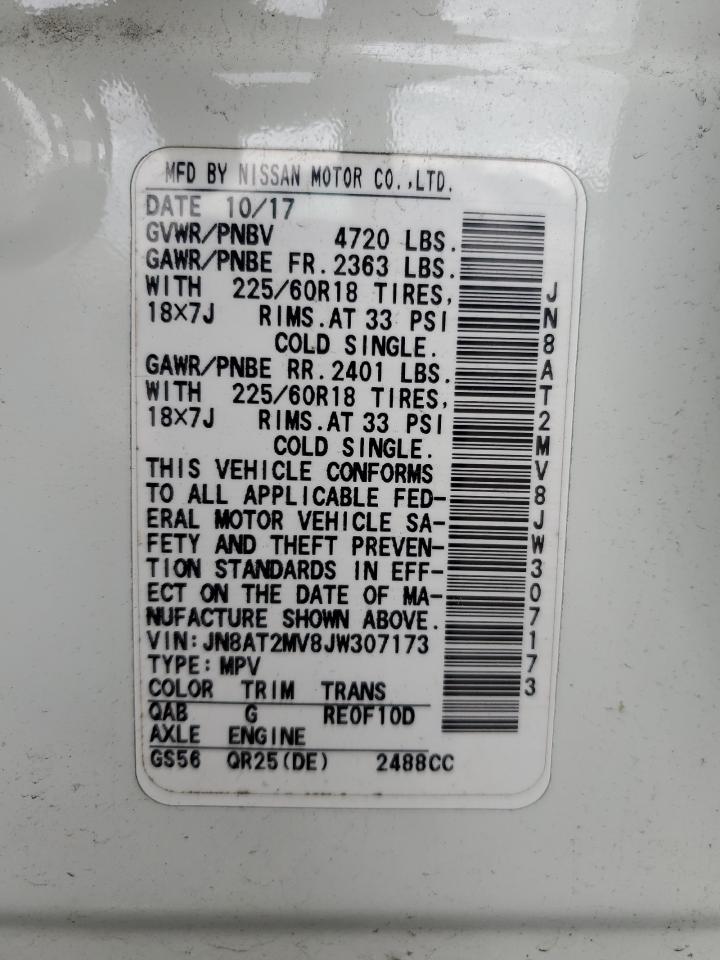 MFD BY NISSAN MOTOR CO.,LTD.
DATE 10/17
GVWR/PNBV 4720 LBS.
GAWR/PNBE FR. 2363 LBS.
WITH 225/60R18 TIRES,
18X7J RIMS.AT 33 PSI
COLD SINGLE.
GAWR/PNBE RR. 2401 LBS.
WITH 225/60R18 TIRES,
18X7J RIMS.AT 33 PSI
COLD SINGLE.
THIS VEHICLE CONFORMS
TO ALL APPLICABLE FED-
ERAL MOTOR VEHICLE SA-
FETY AND THEFT PREVEN-
TION STANDARDS IN EFF-
ECT ON THE DATE OF MA-
NUFACTURE SHOWN ABOVE.
VIN:JN8AT2MV8JW307173
TYPE:MPV
COLOR TRIM TRANS
QAB G RE0F10D
AXLE ENGINE
GS56 QR25(DE) 2488CC
JN8AT2MV8JW307173